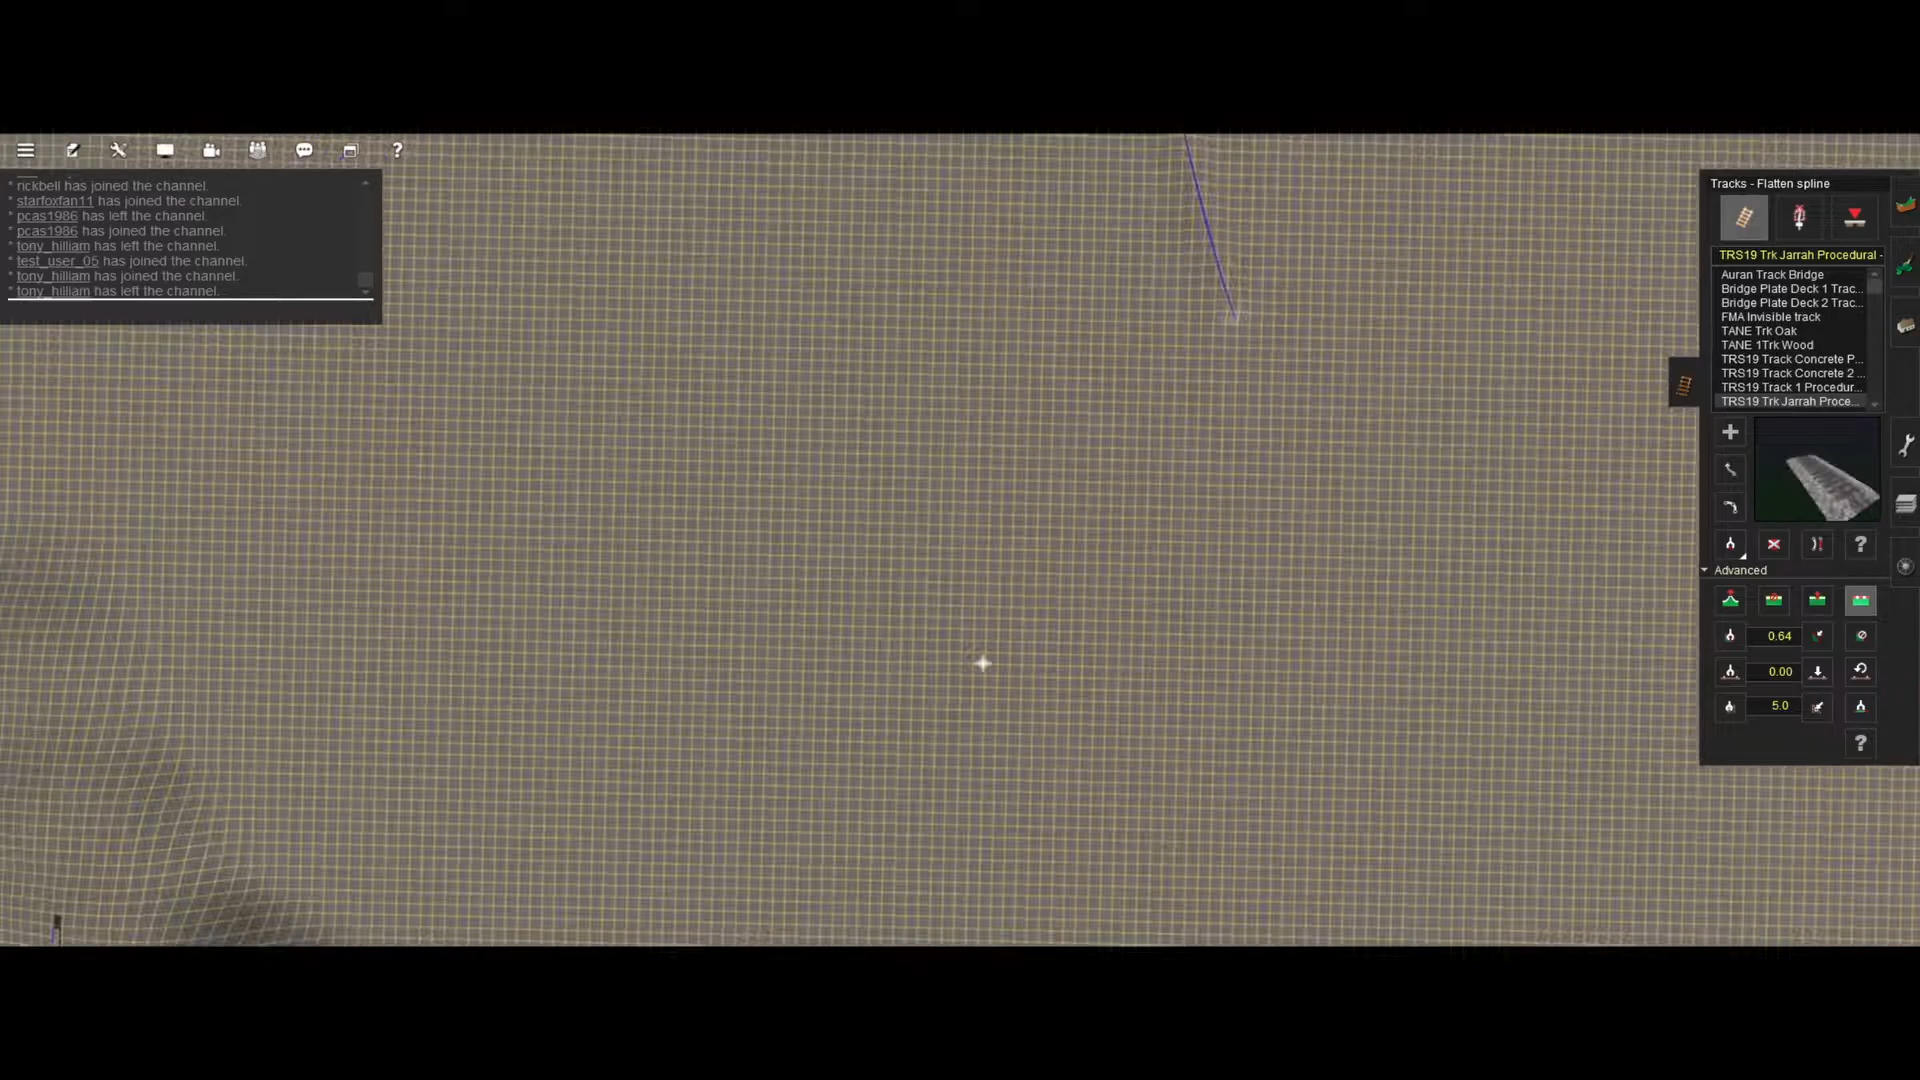 * rickbell has joined the channel.
* starfoxfan11 has joined the channel.
* pcas1986 has left the channel.
* pcas1986 has joined the channel.
* tony_hilliam has left the channel.
* test_user_05 has joined the channel.
* tony_hilliam has joined the channel.
* tony_hilliam has left the channel.
?
Tracks - Flatten spline
TRS19 Trk Jarrah Procedural -
Auran Track Bridge
Bridge Plate Deck 1 Trac...
Bridge Plate Deck 2 Trac...
FMA Invisible track
TANE Trk Oak
TANE 1Trk Wood
TRS19 Track Concrete P...
TRS19 Track Concrete 2 ...
TRS19 Track 1 Procedur...
TRS19 Trk Jarrah Proce...
?
Advanced
0.64
0.00
5.0
?